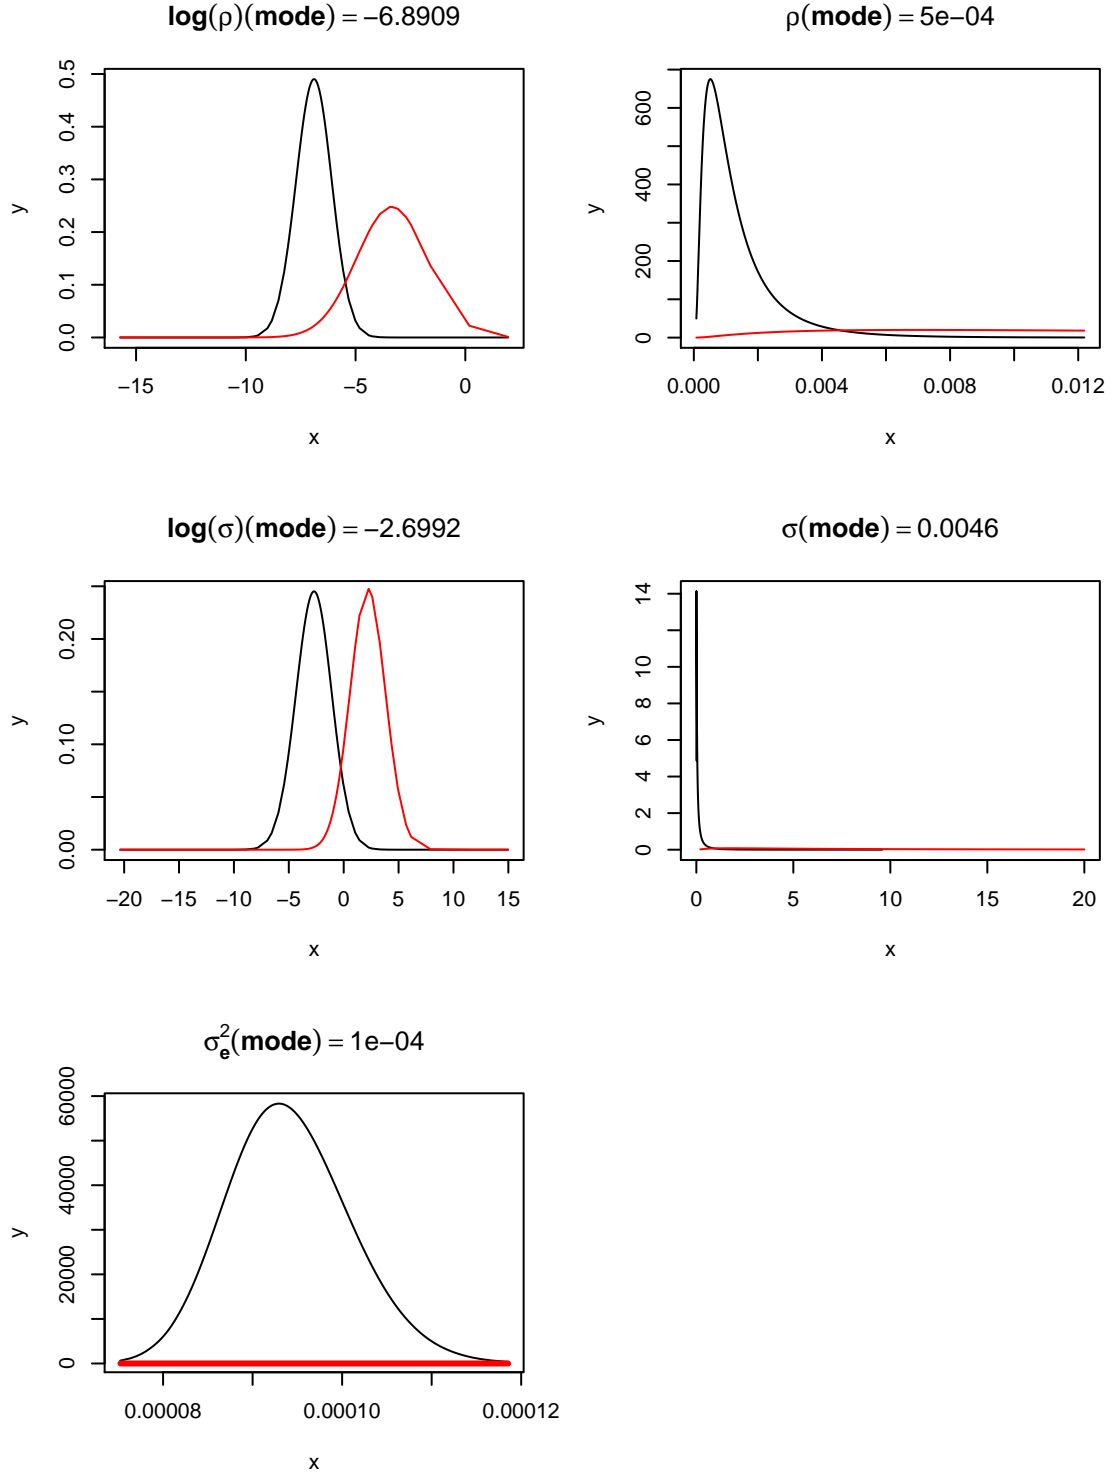 log(ρ)(mode) = −6.8909
y
0.0 0.1 0.2 0.3 0.4 0.5
−15 −10 −5 0
x
ρ(mode) = 5e−04
y
0 200 400 600
0.000 0.004 0.008 0.012
x
log(σ)(mode) = −2.6992
y
0.00 0.10 0.20
−20 −15 −10 −5 0 5 10 15
x
σ(mode) = 0.0046
y
0 2 4 6 8 10 14
0 5 10 15 20
x
σ²ₑ(mode) = 1e−04
y
0 20000 40000 60000
0.00008 0.00010 0.00012
x